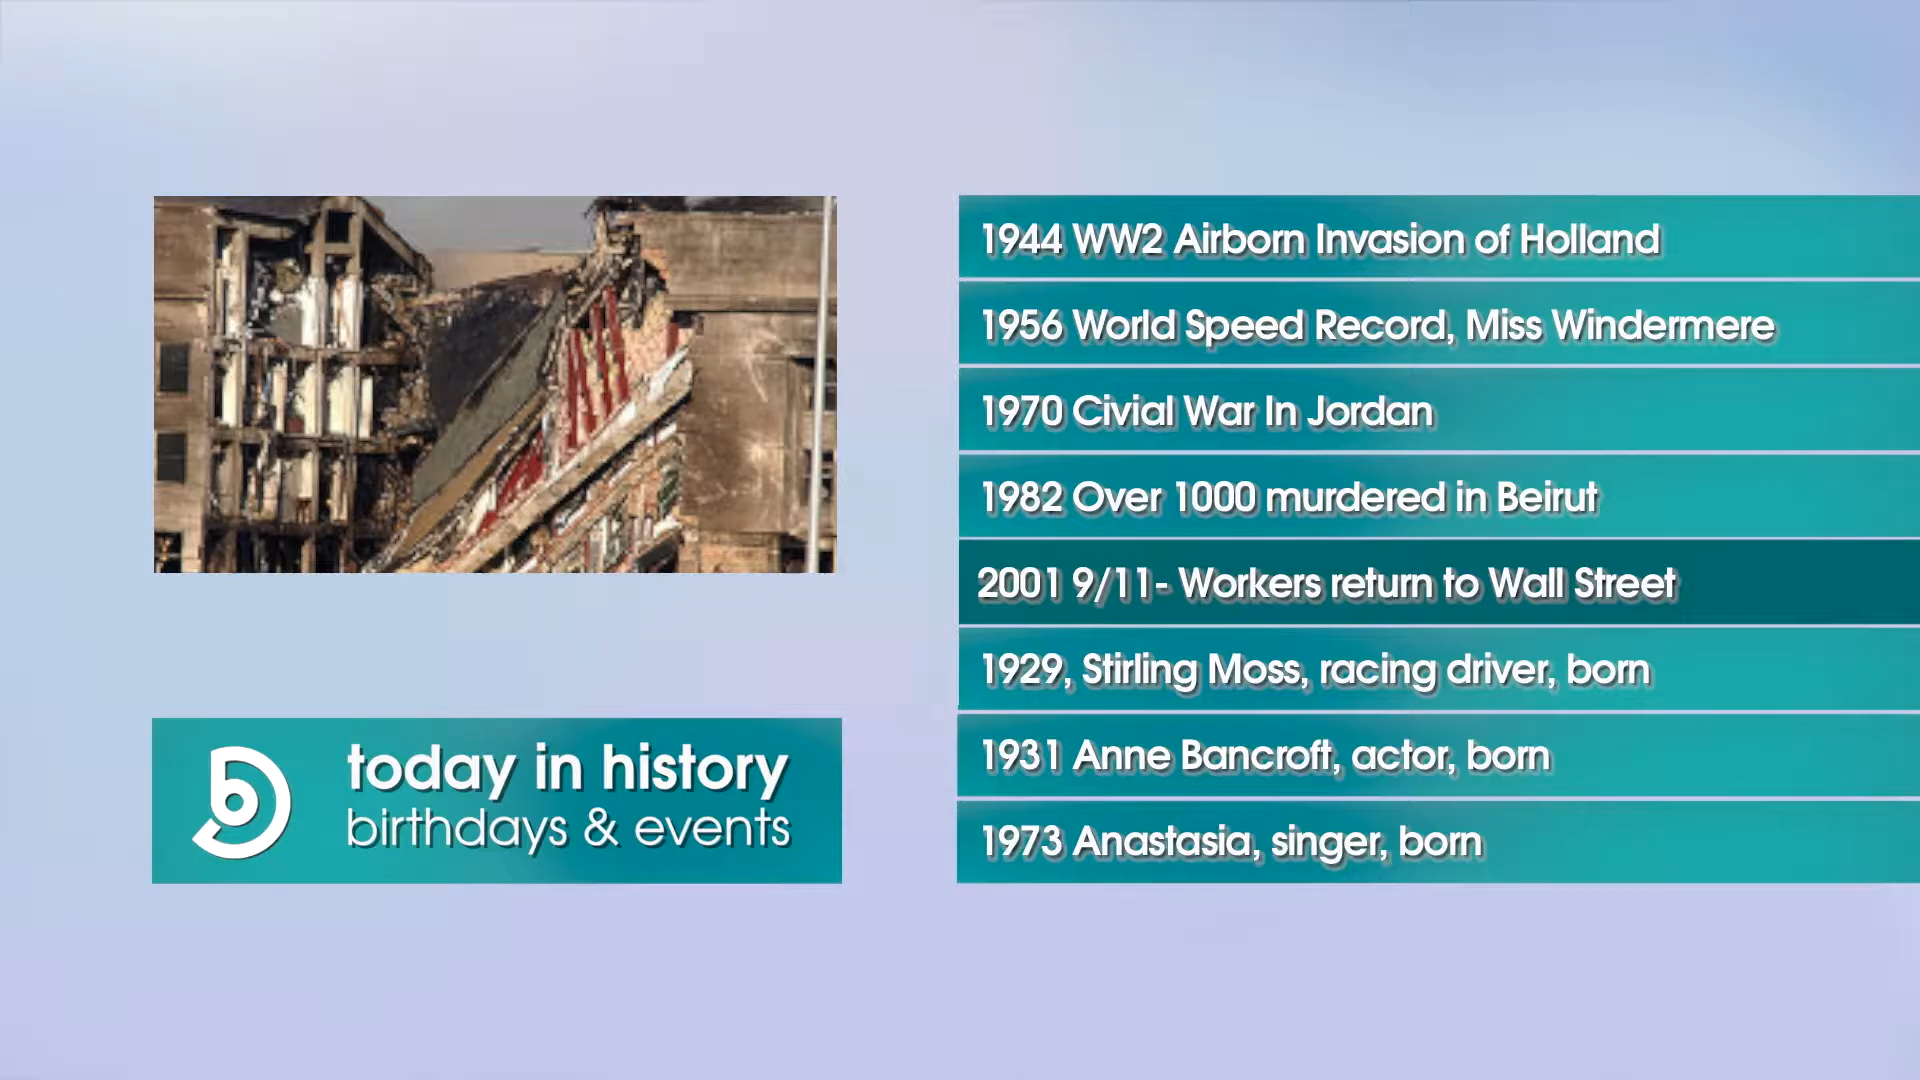 1944 WW2 Airborn Invasion of Holland
1956 World Speed Record, Miss Windermere
1970 Civial War In Jordan
1982 Over 1000 murdered in Beirut
2001 9/11- Workers return to Wall Street
1929, Stirling Moss, racing driver, born
1931 Anne Bancroft, actor, born
1973 Anastasia, singer, born
today in history
birthdays & events